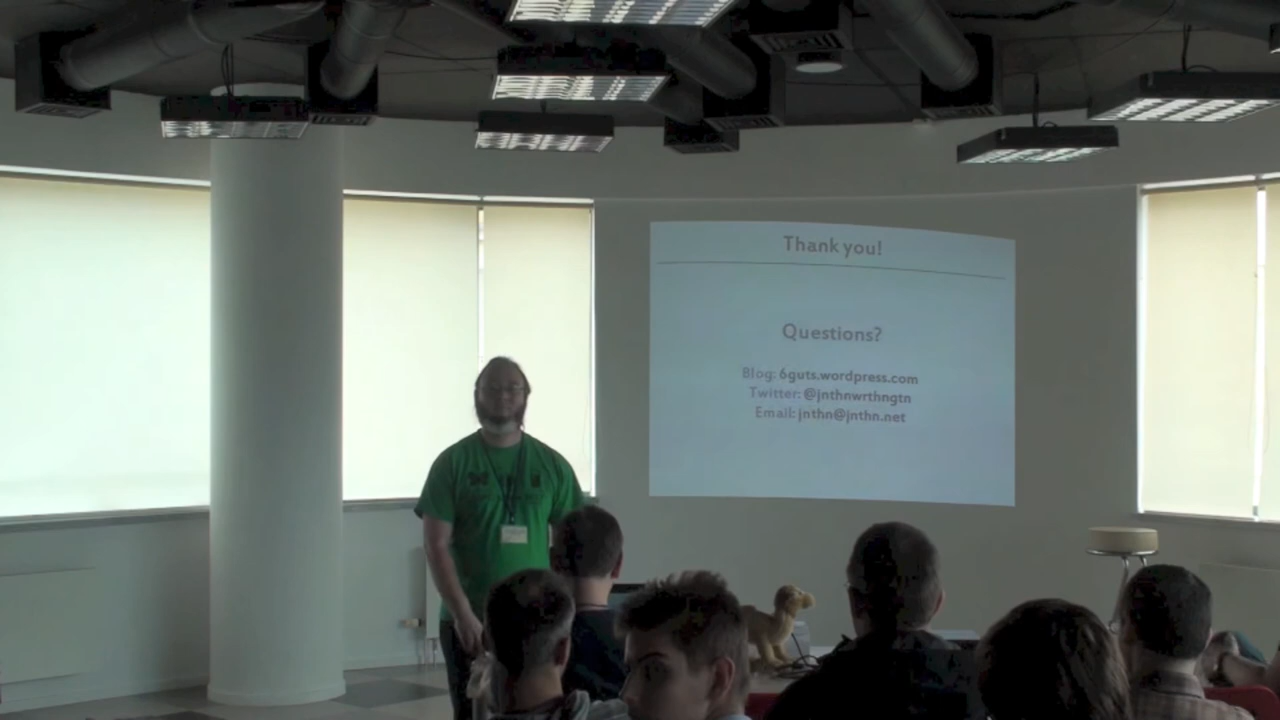 Thank you!
Questions?
Blog: 6guts.wordpress.com
Twitter: @jnthnwrthngtn
Email: jnthn@jnthn.net